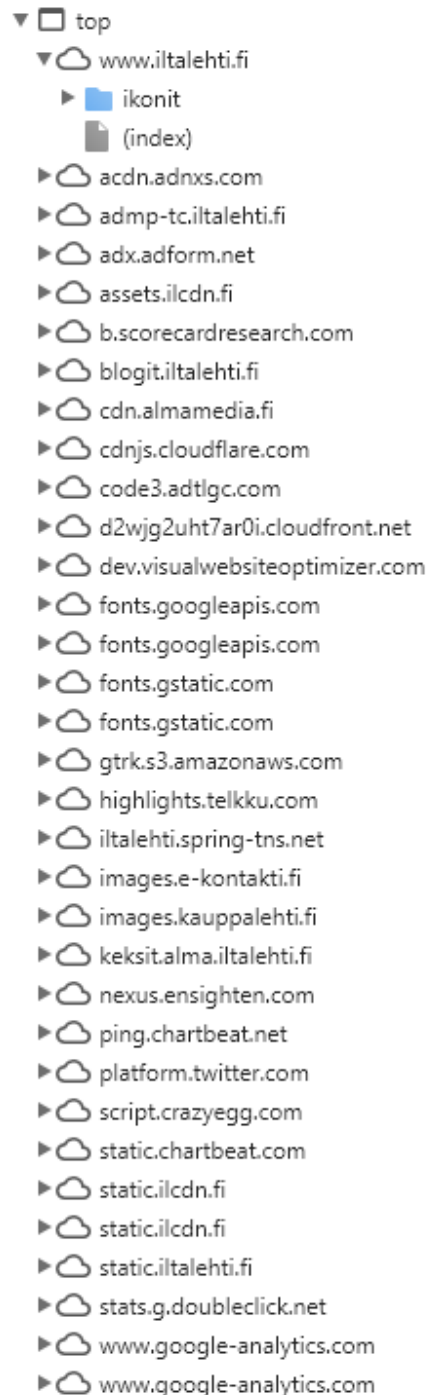 top
www.iltalehti.fi
ikonit
(index)
acdn.adnxs.com
admp-tc.iltalehti.fi
adx.adform.net
assets.ilcdn.fi
b.scorecardresearch.com
blogit.iltalehti.fi
cdn.almamedia.fi
cdnjs.cloudflare.com
code3.adtlgc.com
d2wjg2uht7ar0i.cloudfront.net
dev.visualwebsiteoptimizer.com
fonts.googleapis.com
fonts.googleapis.com
fonts.gstatic.com
fonts.gstatic.com
gtrk.s3.amazonaws.com
highlights.telkku.com
iltalehti.spring-tns.net
images.e-kontakti.fi
images.kauppalehti.fi
keksit.alma.iltalehti.fi
nexus.ensighten.com
ping.chartbeat.net
platform.twitter.com
script.crazyegg.com
static.chartbeat.com
static.ilcdn.fi
static.ilcdn.fi
static.iltalehti.fi
stats.g.doubleclick.net
www.google-analytics.com
www.google-analytics.com